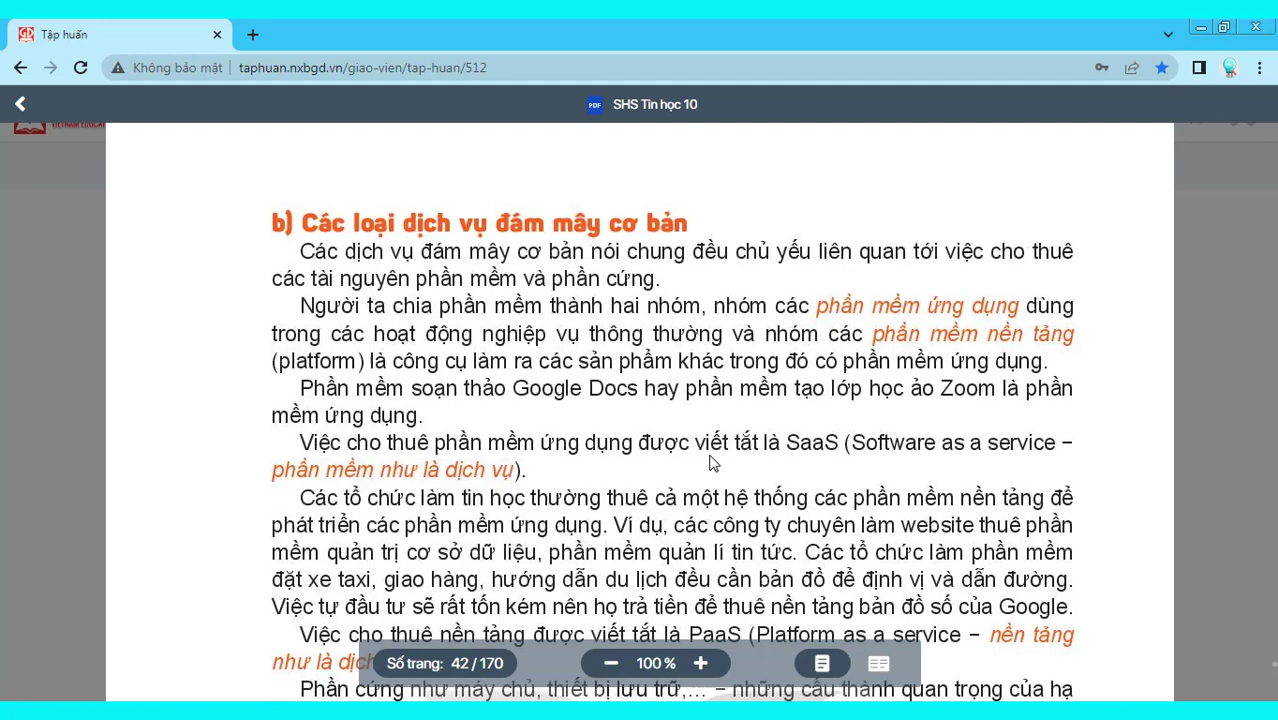 Tập huấn
Không bảo mật
taphuan.nxbgd.vn/giao-vien/tap-huan/512
PDF SHS Tin học 10
b) Các loại dịch vụ đám mây cơ bản
Các dịch vụ đám mây cơ bản nói chung đều chủ yếu liên quan tới việc cho thuê
các tài nguyên phần mềm và phần cứng.
Người ta chia phần mềm thành hai nhóm, nhóm các phần mềm ứng dụng dùng
trong các hoạt động nghiệp vụ thông thường và nhóm các phần mềm nền tảng
(platform) là công cụ làm ra các sản phẩm khác trong đó có phần mềm ứng dụng.
Phần mềm soạn thảo Google Docs hay phần mềm tạo lớp học ảo Zoom là phần
mềm ứng dụng.
Việc cho thuê phần mềm ứng dụng được viết tắt là SaaS (Software as a service –
phần mềm như là dịch vụ).
Các tổ chức làm tin học thường thuê cả một hệ thống các phần mềm nền tảng để
phát triển các phần mềm ứng dụng. Ví dụ, các công ty chuyên làm website thuê phần
mềm quản trị cơ sở dữ liệu, phần mềm quản lí tin tức. Các tổ chức làm phần mềm
đặt xe taxi, giao hàng, hướng dẫn du lịch đều cần bản đồ để định vị và dẫn đường.
Việc tự đầu tư sẽ rất tốn kém nên họ trả tiền để thuê nền tảng bản đồ số của Google.
Việc cho thuê nền tảng được viết tắt là PaaS (Platform as a service – nền tảng
như là dịch
Số trang: 42 / 170
100 %
Phần cứng như máy chủ, thiết bị lưu trữ,... – những cấu thành quan trọng của hạ